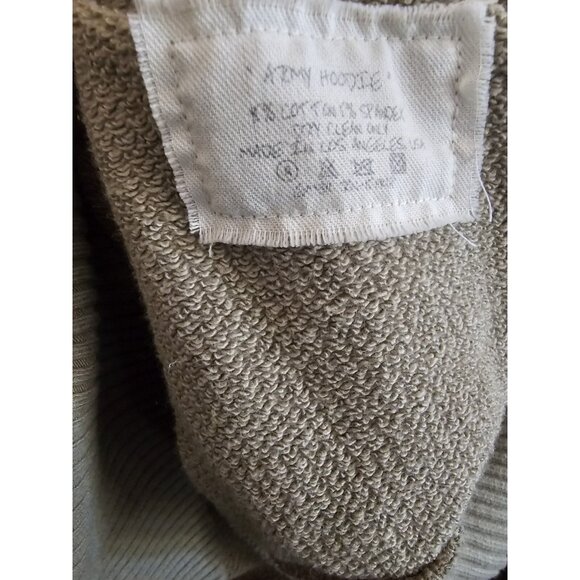 'ARMY HOODIE'
COTTON SPANDEX
DRY CLEAN ONLY
MADE IN LOS ANGELES USA